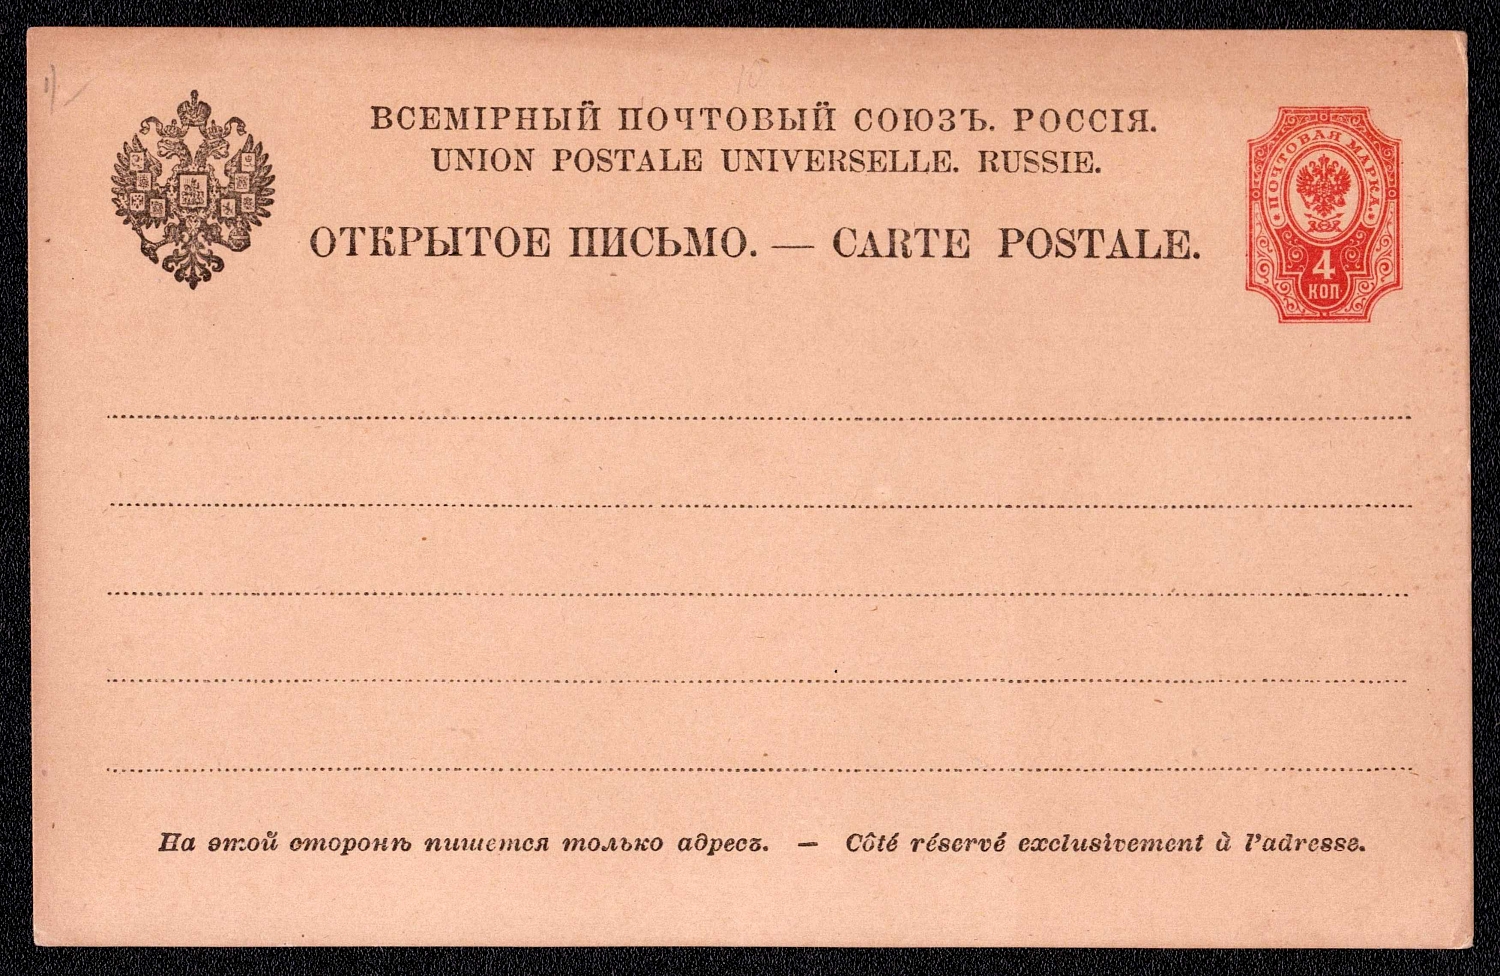 ВСЕМІРНЫЙ ПОЧТОВЫЙ СОЮЗЪ. РОССІЯ.
UNION POSTALE UNIVERSELLE. RUSSIE.
ОТКРЫТОЕ ПИСЬМО. — CARTE POSTALE.
ПОЧТОВАЯ МАРКА
4
КОП
На этой сторонѣ пишется только адресъ. — Côté réservé exclusivement à l'adresse.